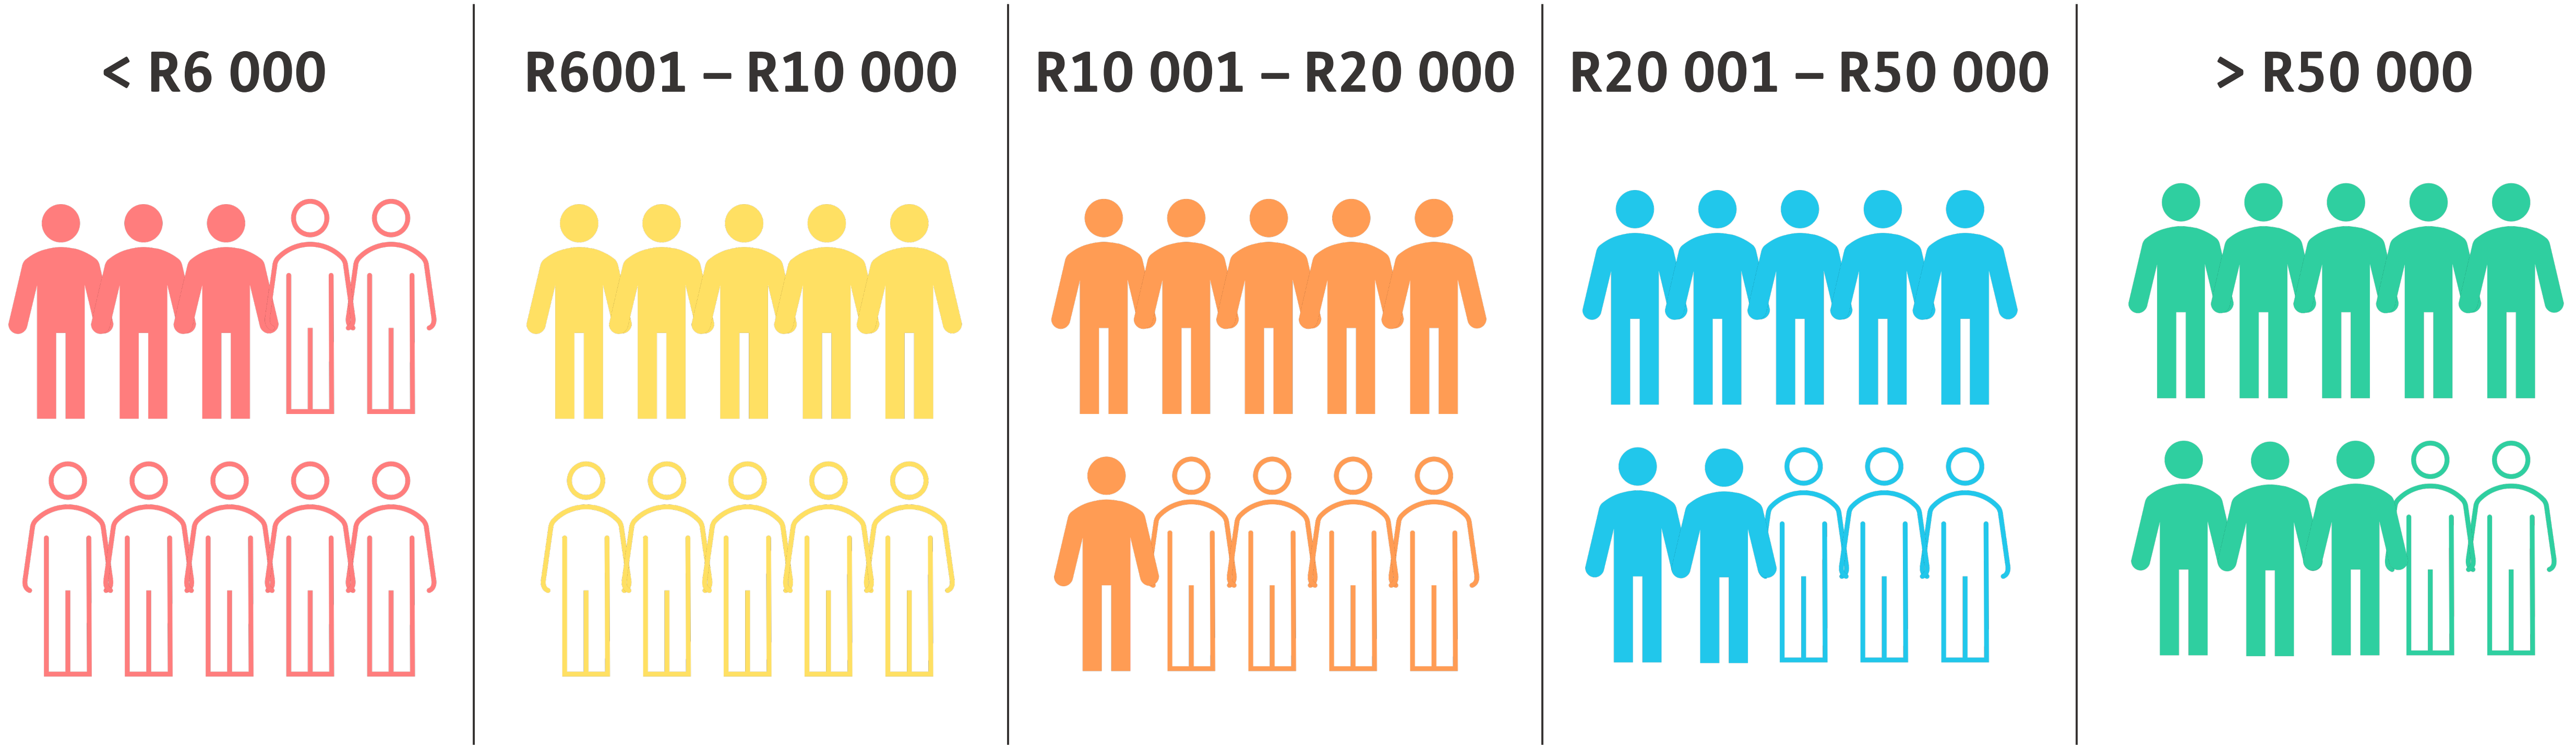 < R6 000
R6001 – R10 000
R10 001 – R20 000
R20 001 – R50 000
> R50 000